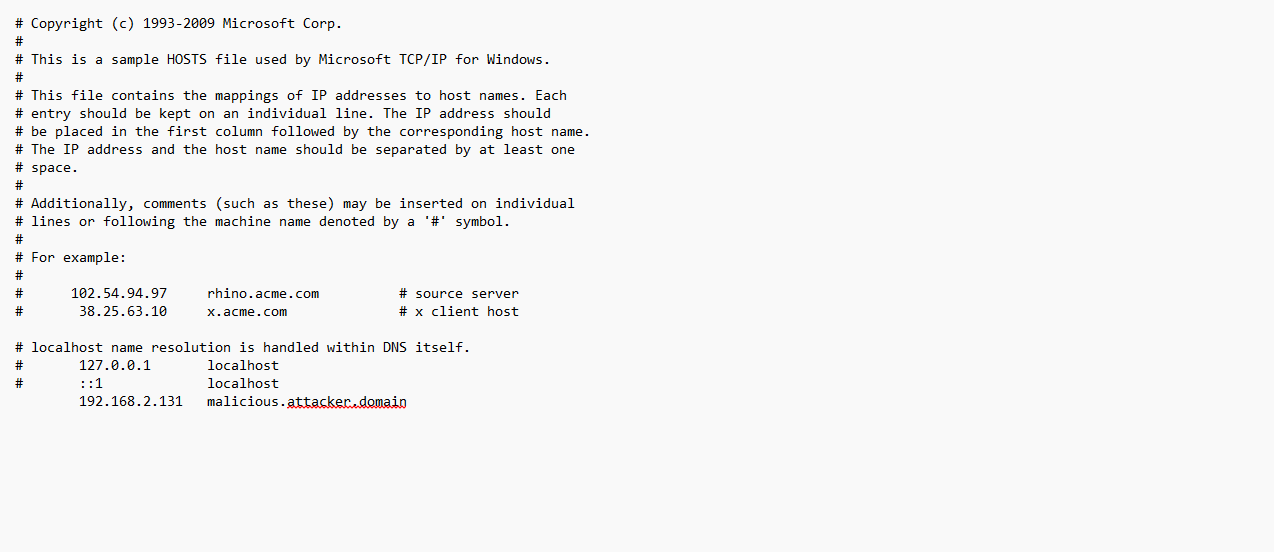 # Copyright (c) 1993-2009 Microsoft Corp.
#
# This is a sample HOSTS file used by Microsoft TCP/IP for Windows.
#
# This file contains the mappings of IP addresses to host names. Each
# entry should be kept on an individual line. The IP address should
# be placed in the first column followed by the corresponding host name.
# The IP address and the host name should be separated by at least one
# space.
#
# Additionally, comments (such as these) may be inserted on individual
# lines or following the machine name denoted by a '#' symbol.
#
# For example:
#
#      102.54.94.97     rhino.acme.com          # source server
#       38.25.63.10     x.acme.com              # x client host

# localhost name resolution is handled within DNS itself.
#       127.0.0.1       localhost
#       ::1             localhost
        192.168.2.131   malicious.attacker.domain